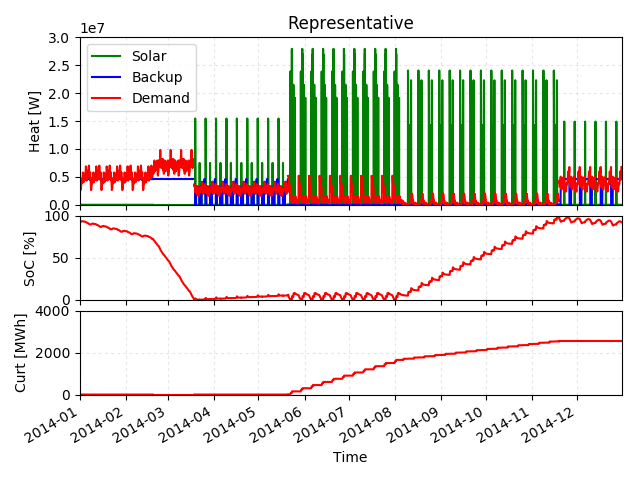 Representative
1e7
3.0
2.5
2.0
1.5
1.0
0.5
0.0
Heat [W]
Solar
Backup
Demand
100
50
0
SoC [%]
4000
2000
0
Curt [MWh]
2014-01
2014-02
2014-03
2014-04
2014-05
2014-06
2014-07
2014-08
2014-09
2014-10
2014-11
2014-12
Time